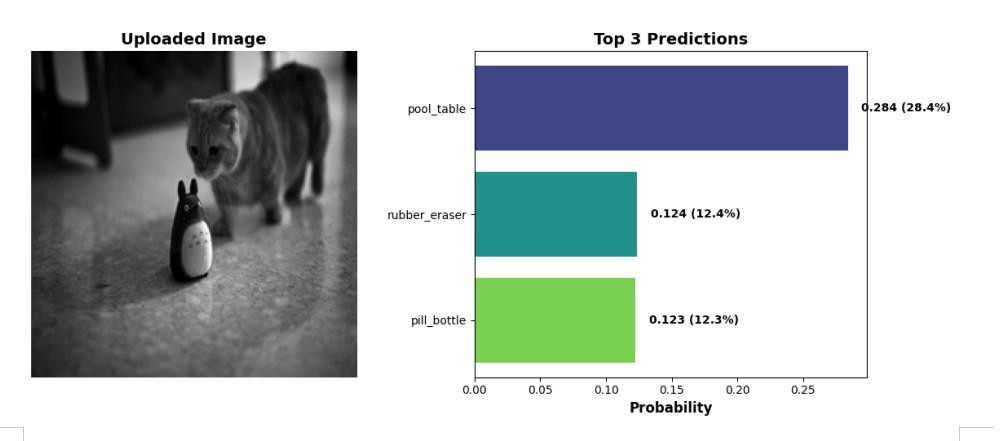 Uploaded Image
Top 3 Predictions
pool_table
0.284 (28.4%)
rubber_eraser
0.124 (12.4%)
pill_bottle
0.123 (12.3%)
0.00 0.05 0.10 0.15 0.20 0.25
Probability